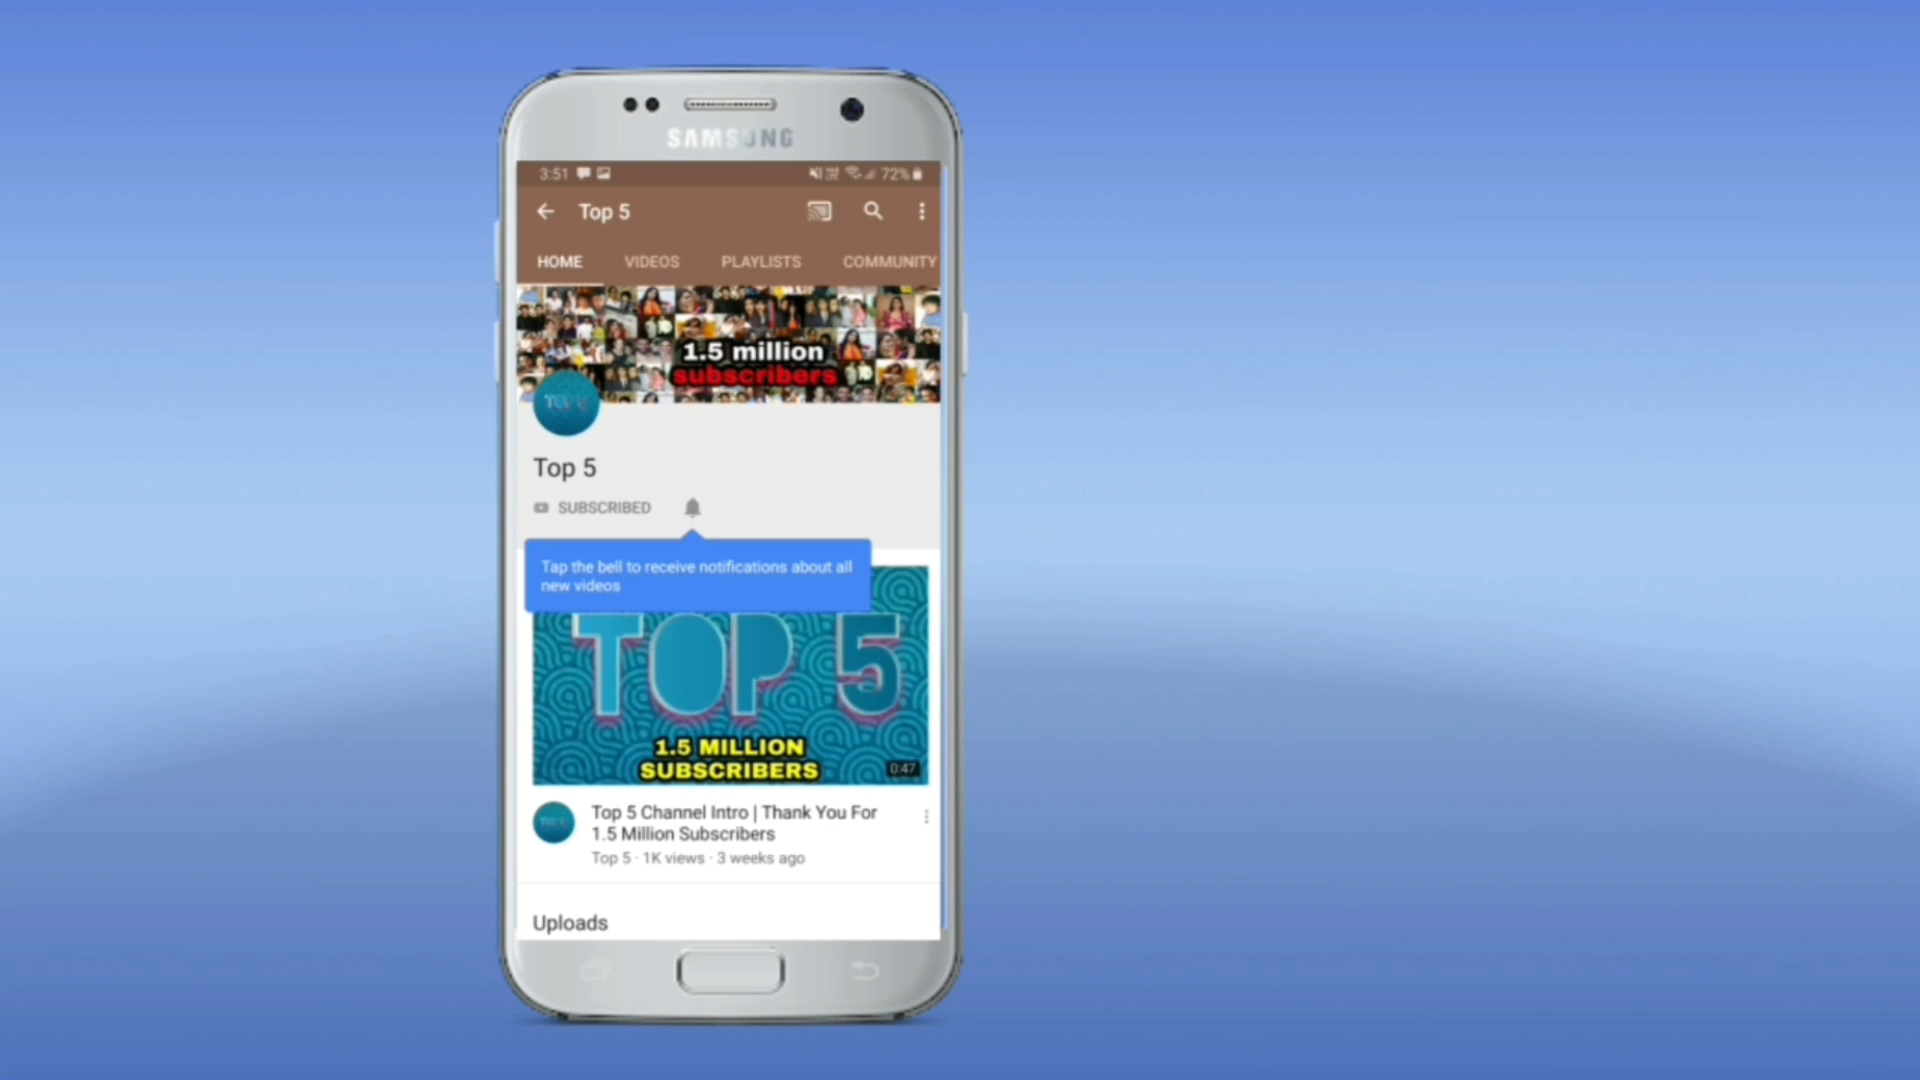 SAMSUNG
3:51 72%
Top 5
HOME VIDEOS PLAYLISTS COMMUNITY
1.5 million
subscribers
TOP 5
Top 5
SUBSCRIBED
Tap the bell to receive notifications about all
new videos
TOP 5
1.5 MILLION
SUBSCRIBERS
0:47
Top 5 Channel Intro | Thank You For
1.5 Million Subscribers
Top 5 · 1K views · 3 weeks ago
Uploads